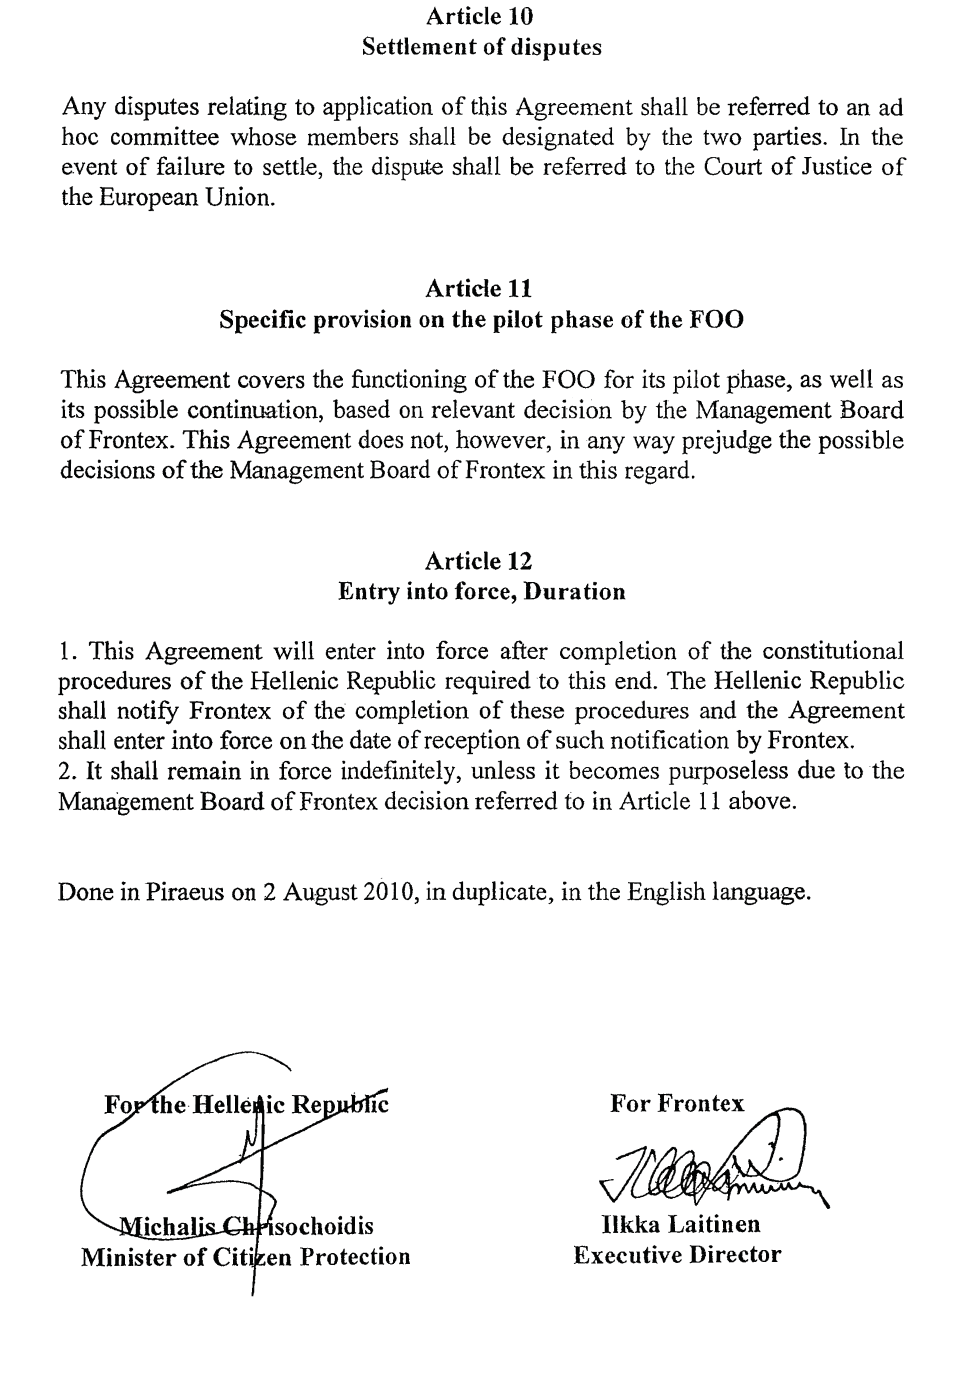 Article 10
Settlement of disputes
Any disputes relating to application of this Agreement shall be referred to an ad
hoc committee whose members shall be designated by the two parties. In the
event of failure to settle, the dispute shall be referred to the Court of Justice of
the European Union.
Article 11
Specific provision on the pilot phase of the FOO
This Agreement covers the functioning of the FOO for its pilot phase, as well as
its possible continuation, based on relevant decision by the Management Board
of Frontex. This Agreement does not, however, in any way prejudge the possible
decisions of the Management Board of Frontex in this regard.
Article 12
Entry into force, Duration
1. This Agreement will enter into force after completion of the constitutional
procedures of the Hellenic Republic required to this end. The Hellenic Republic
shall notify Frontex of the completion of these procedures and the Agreement
shall enter into force on the date of reception of such notification by Frontex.
2. It shall remain in force indefinitely, unless it becomes purposeless due to the
Management Board of Frontex decision referred to in Article 11 above.
Done in Piraeus on 2 August 2010, in duplicate, in the English language.
For the Hellenic Republic
Michalis Chrisochoidis
Minister of Citizen Protection
For Frontex
Ilkka Laitinen
Executive Director